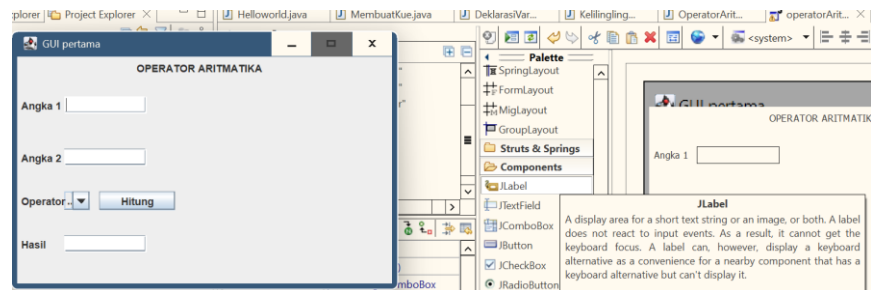 Project Explorer
Helloworld.java
MembuatKue.java
DeklarasiVar...
Kelilingling...
OperatorArit...
operatorArit...
GUI pertama
x
OPERATOR ARITMATIKA
Angka 1
Angka 2
Operator
Hitung
Hasil
<system>
Palette
SpringLayout
FormLayout
MigLayout
GroupLayout
Struts & Springs
Components
JLabel
JTextField
JComboBox
JButton
JCheckBox
JRadioButton
GUI pertama
OPERATOR ARITMATIK
Angka 1
JLabel
A display area for a short text string or an image, or both. A label
does not react to input events. As a result, it cannot get the
keyboard focus. A label can, however, display a keyboard
alternative as a convenience for a nearby component that has a
keyboard alternative but can't display it.